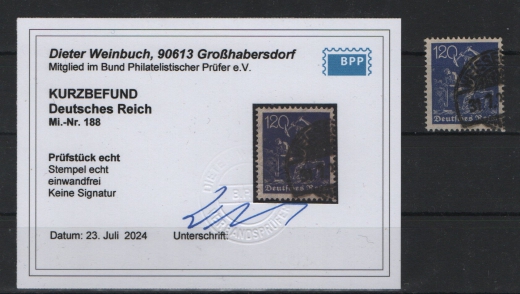 Dieter Weinbuch, 90613 Großhabersdorf
Mitglied im Bund Philatelistischer Prüfer e.V.
BPP
KURZBEFUND
Deutsches Reich
Mi.-Nr. 188
Prüfstück echt
Stempel echt
einwandfrei
Keine Signatur
Datum: 23. Juli 2024
Unterschrift:
120
Deutsches
120
Deutsches